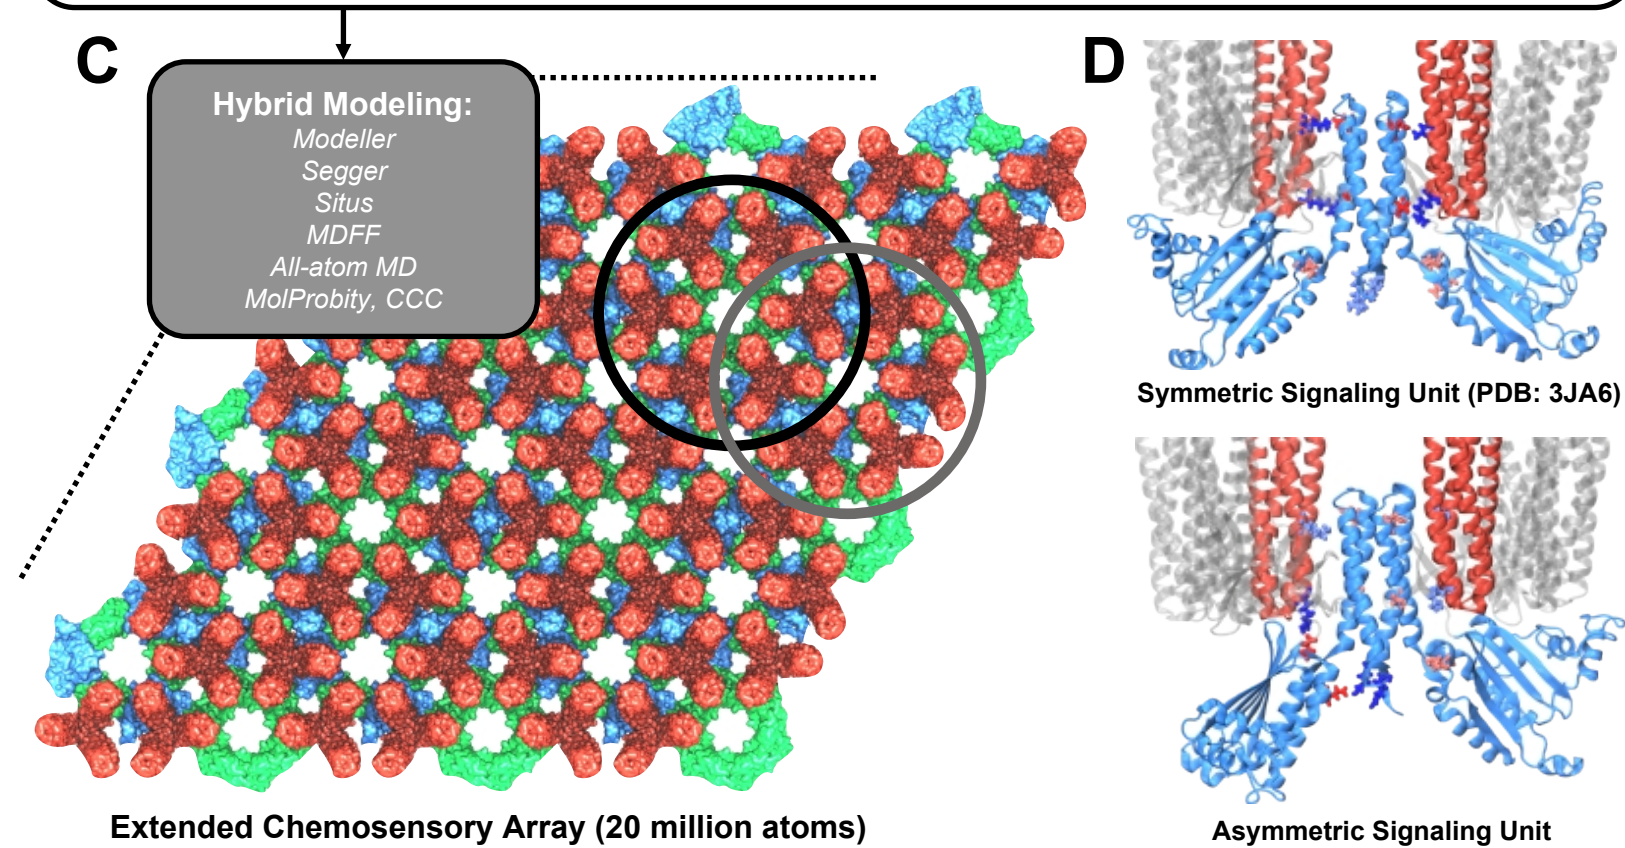 C
Hybrid Modeling:
Modeller
Segger
Situs
MDFF
All-atom MD
MolProbity, CCC
Extended Chemosensory Array (20 million atoms)
D
Symmetric Signaling Unit (PDB: 3JA6)
Asymmetric Signaling Unit